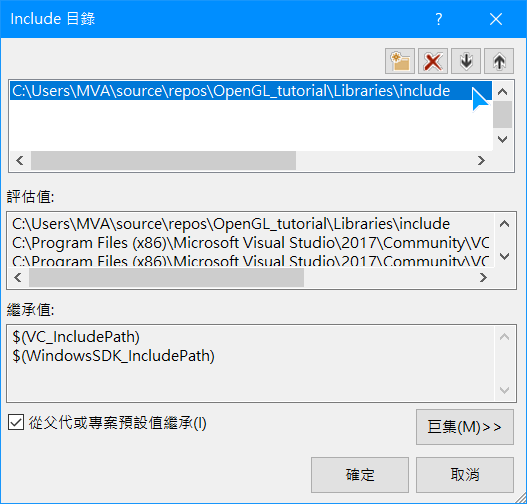 Include 目錄
C:\Users\MVA\source\repos\OpenGL_tutorial\Libraries\include
評估值:
C:\Users\MVA\source\repos\OpenGL_tutorial\Libraries\include
C:\Program Files (x86)\Microsoft Visual Studio\2017\Community\VC
C:\Program Files (x86)\Microsoft Visual Studio\2017\Community\VC
繼承值:
$(VC_IncludePath)
$(WindowsSDK_IncludePath)
從父代或專案預設值繼承(I)
巨集(M)>>
確定
取消